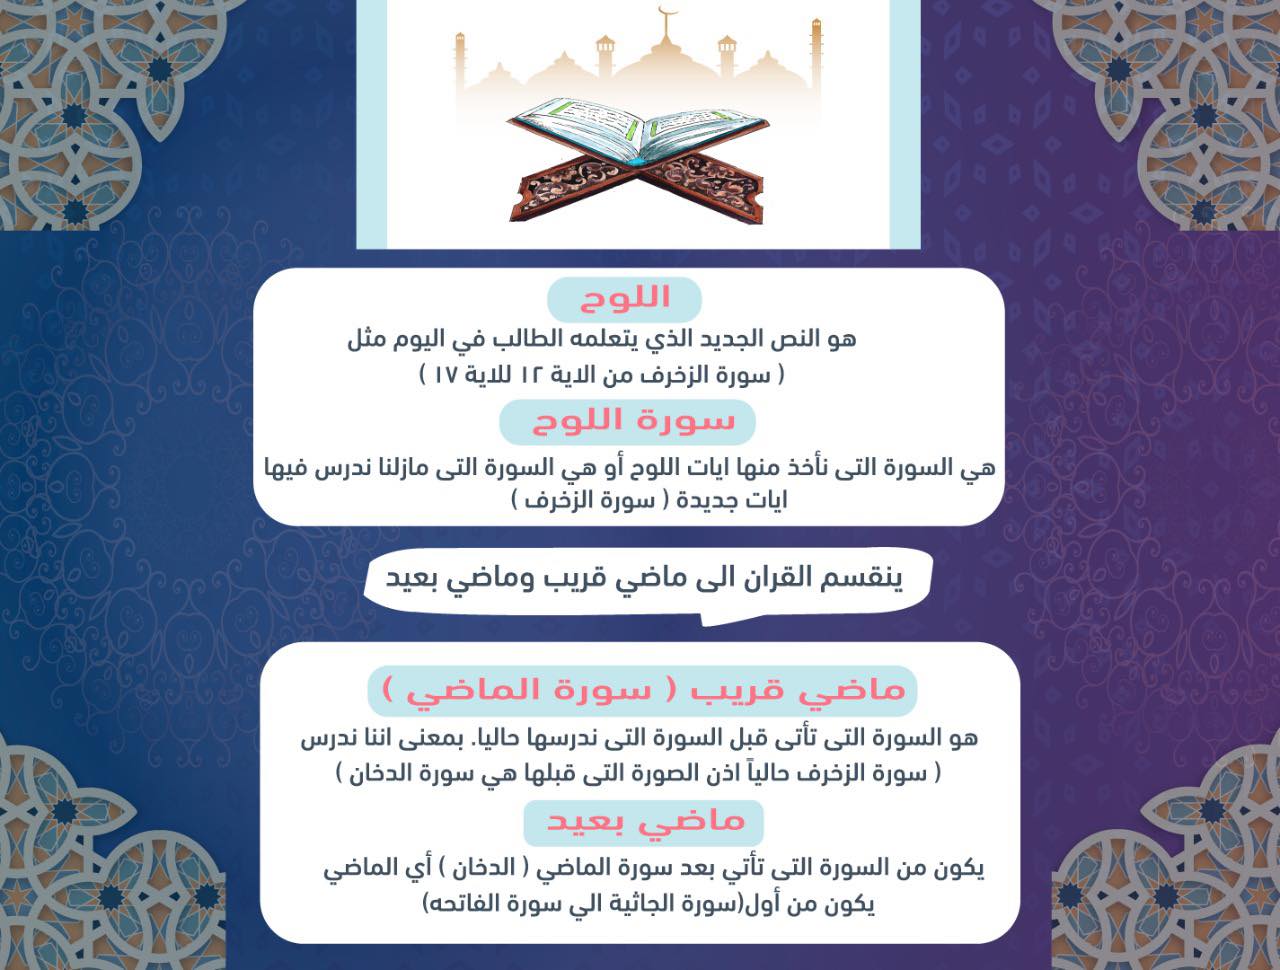 اللوح
هو النص الجديد الذي يتعلمه الطالب في اليوم مثل
( سورة الزخرف من الاية ١٢ للاية ١٧ )
سورة اللوح
هي السورة التى نأخذ منها ايات اللوح أو هي السورة التى مازلنا ندرس فيها
ايات جديدة ( سورة الزخرف )
ينقسم القران الى ماضي قريب وماضي بعيد
ماضي قريب ( سورة الماضي )
هو السورة التى تأتى قبل السورة التى ندرسها حاليا. بمعنى اننا ندرس
( سورة الزخرف حالياً اذن الصورة التى قبلها هي سورة الدخان )
ماضي بعيد
يكون من السورة التى تأتي بعد سورة الماضي ( الدخان ) أي الماضي
يكون من أول(سورة الجاثية الي سورة الفاتحه)